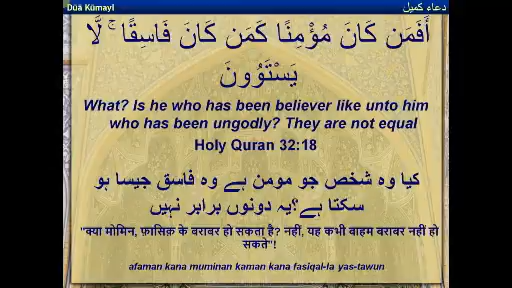 Dūā Kūmayl
دعاء كميل
أَفَمَن كَانَ مُؤْمِنًا كَمَن كَانَ فَاسِقًا ۚ لَّا
يَسْتَوُونَ
What? Is he who has been believer like unto him
who has been ungodly? They are not equal
Holy Quran 32:18
کیا وہ شخص جو مومن ہے وہ فاسق جیسا ہو
سکتا ہے؟یہ دونوں برابر نہیں
"क्या मोमिन, फ़ासिक़ के बराबर हो सकता है? नहीं, यह कभी बाहम बराबर नहीं हो
सकते"!
afaman kana muminan kaman kana fasiqal-la yas-tawun